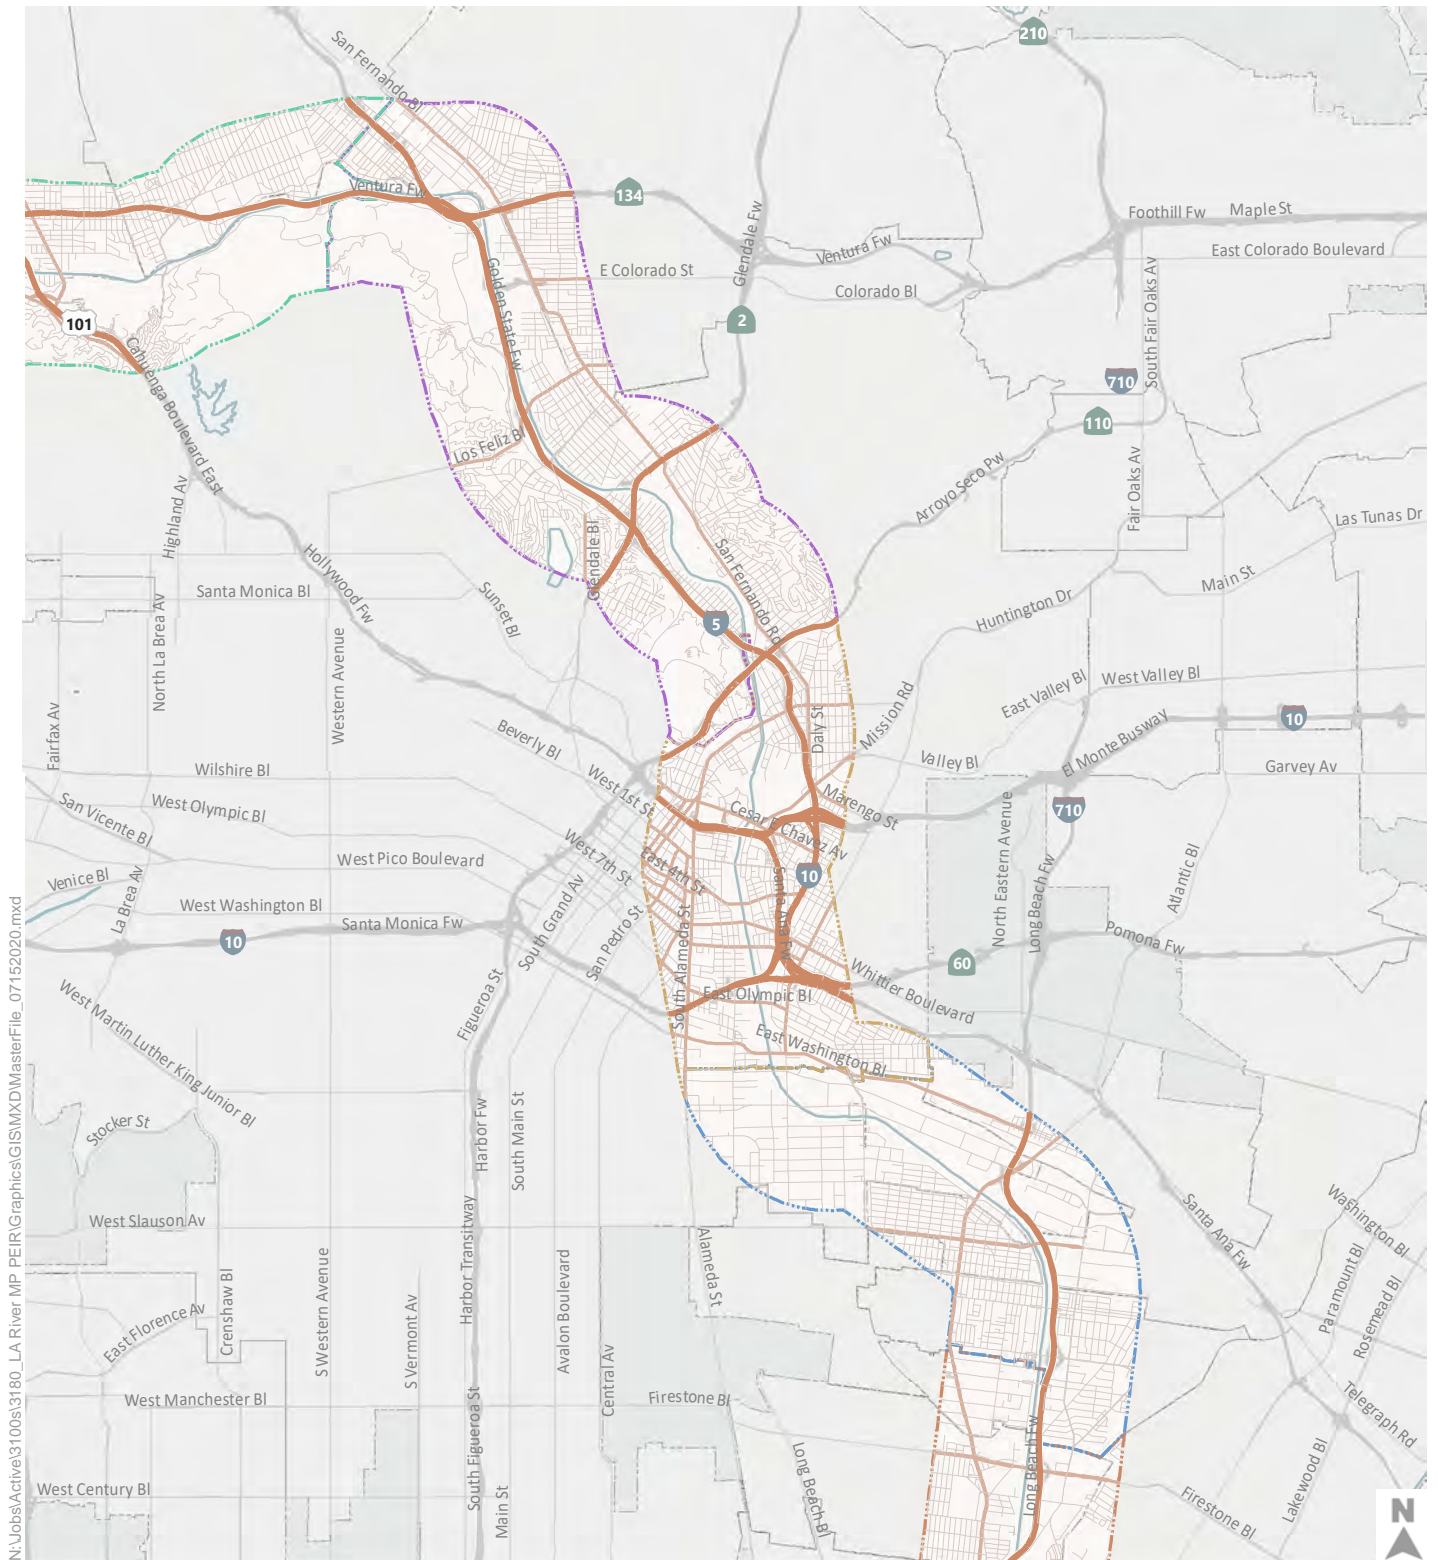 210
San Fernando Bl
Ventura Fw
134
Foothill Fw
Maple St
Glendale Fw
Ventura Fw
East Colorado Boulevard
E Colorado St
Golden State Fw
Colorado Bl
South Fair Oaks Av
101
2
Cahuenga Boulevard East
710
110
Los Feliz Bl
Arroyo Seco Pw
Fair Oaks Av
Highland Av
Las Tunas Dr
Glendale Bl
San Fernando Rd
Hollywood Fw
Main St
Santa Monica Bl
Sunset Bl
Huntington Dr
5
North La Brea Av
Western Avenue
East Valley Bl
West Valley Bl
Mission Rd
Fairfax Av
Daly St
10
Beverly Bl
El Monte Busway
Valley Bl
Garvey Av
Wilshire Bl
West 1st St
San Vicente Bl
West Olympic Bl
Cesar E Chavez Av
Marengo St
710
North Eastern Avenue
West Pico Boulevard
West 7th St
East 4th St
10
Atlantic Bl
Venice Bl
La Brea Av
West Washington Bl
Santa Monica Fw
South Grand Av
San Pedro St
South Alameda St
Santa Ana Fw
Long Beach Fw
10
60
Pomona Fw
Whittier Boulevard
East Olympic Bl
West Martin Luther King Junior Bl
Figueroa St
East Washington Bl
Stocker St
Harbor Fw
South Main St
West Slauson Av
Santa Ana Fw
Washington Bl
Harbor Transitway
Alameda St
Paramount Bl
Rosemead Bl
East Florence Av
Crenshaw Bl
S Western Avenue
S Vermont Av
Avalon Boulevard
Central Av
West Manchester Bl
Firestone Bl
Telegraph Rd
South Figueroa St
Main St
Long Beach Bl
Long Beach Fw
West Century Bl
Firestone Bl
Lakewood Bl
N
N:\Jobs\Active\3100s\3180_LA River MP PEIR\Graphics\GIS\MXD\MasterFile_07152020.mxd